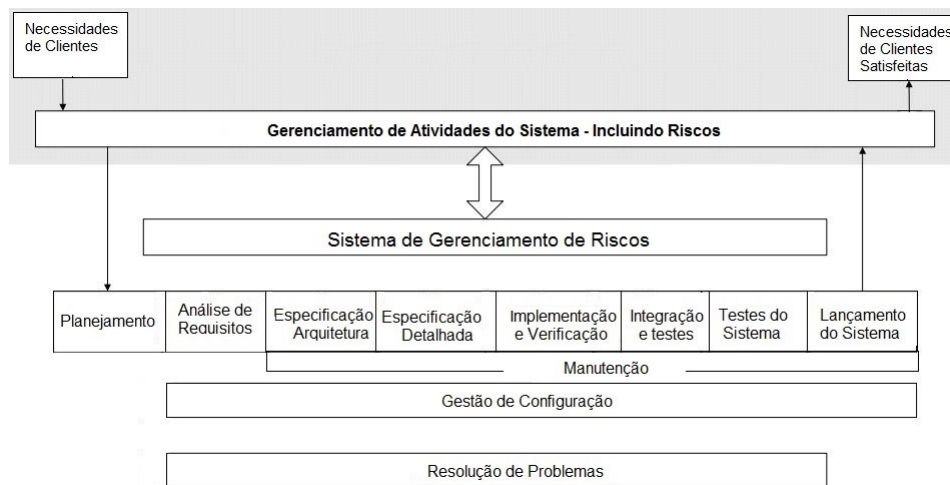 Necessidades
de Clientes
Necessidades
de Clientes
Satisfeitas
Gerenciamento de Atividades do Sistema - Incluindo Riscos
Sistema de Gerenciamento de Riscos
Planejamento
Análise de
Requisitos
Especificação
Arquitetura
Especificação
Detalhada
Implementação
e Verificação
Integração
e testes
Testes do
Sistema
Lançamento
do Sistema
Manutenção
Gestão de Configuração
Resolução de Problemas